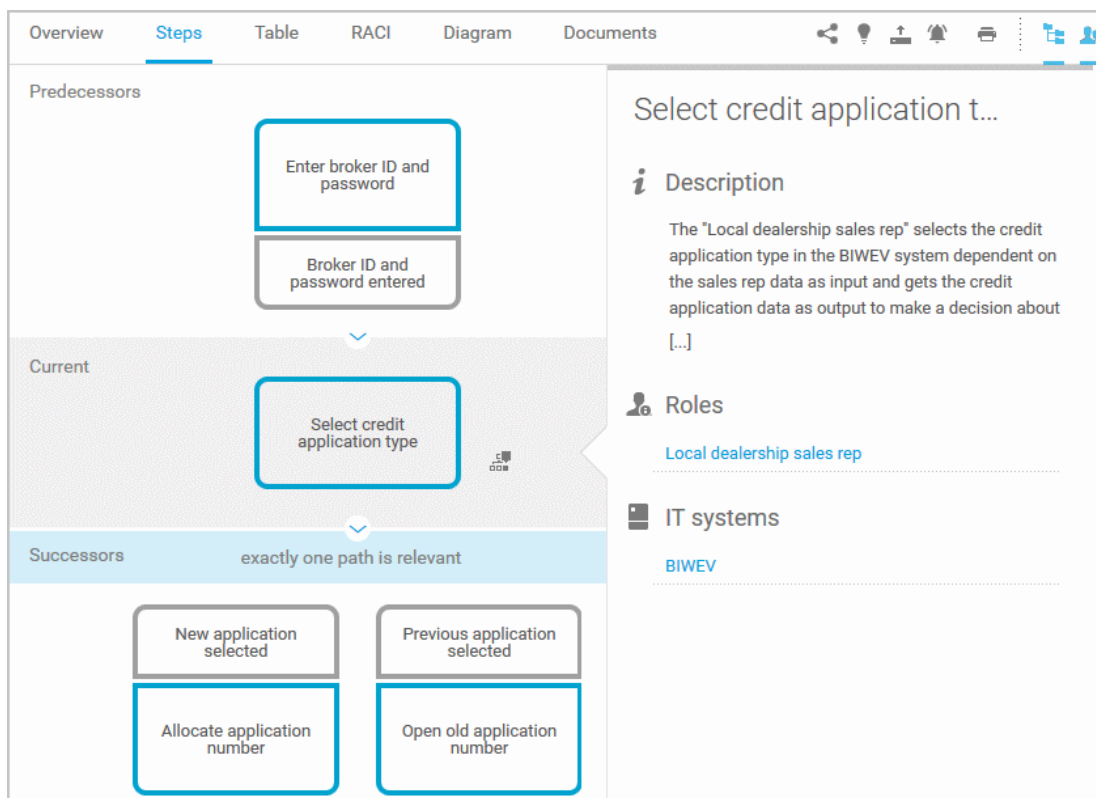 Overview Steps Table RACI Diagram Documents
Predecessors
Enter broker ID and
password
Broker ID and
password entered
Current
Select credit
application type
Successors exactly one path is relevant
New application
selected
Previous application
selected
Allocate application
number
Open old application
number
Select credit application t...
Description
The "Local dealership sales rep" selects the credit
application type in the BIWEV system dependent on
the sales rep data as input and gets the credit
application data as output to make a decision about
[...]
Roles
Local dealership sales rep
IT systems
BIWEV